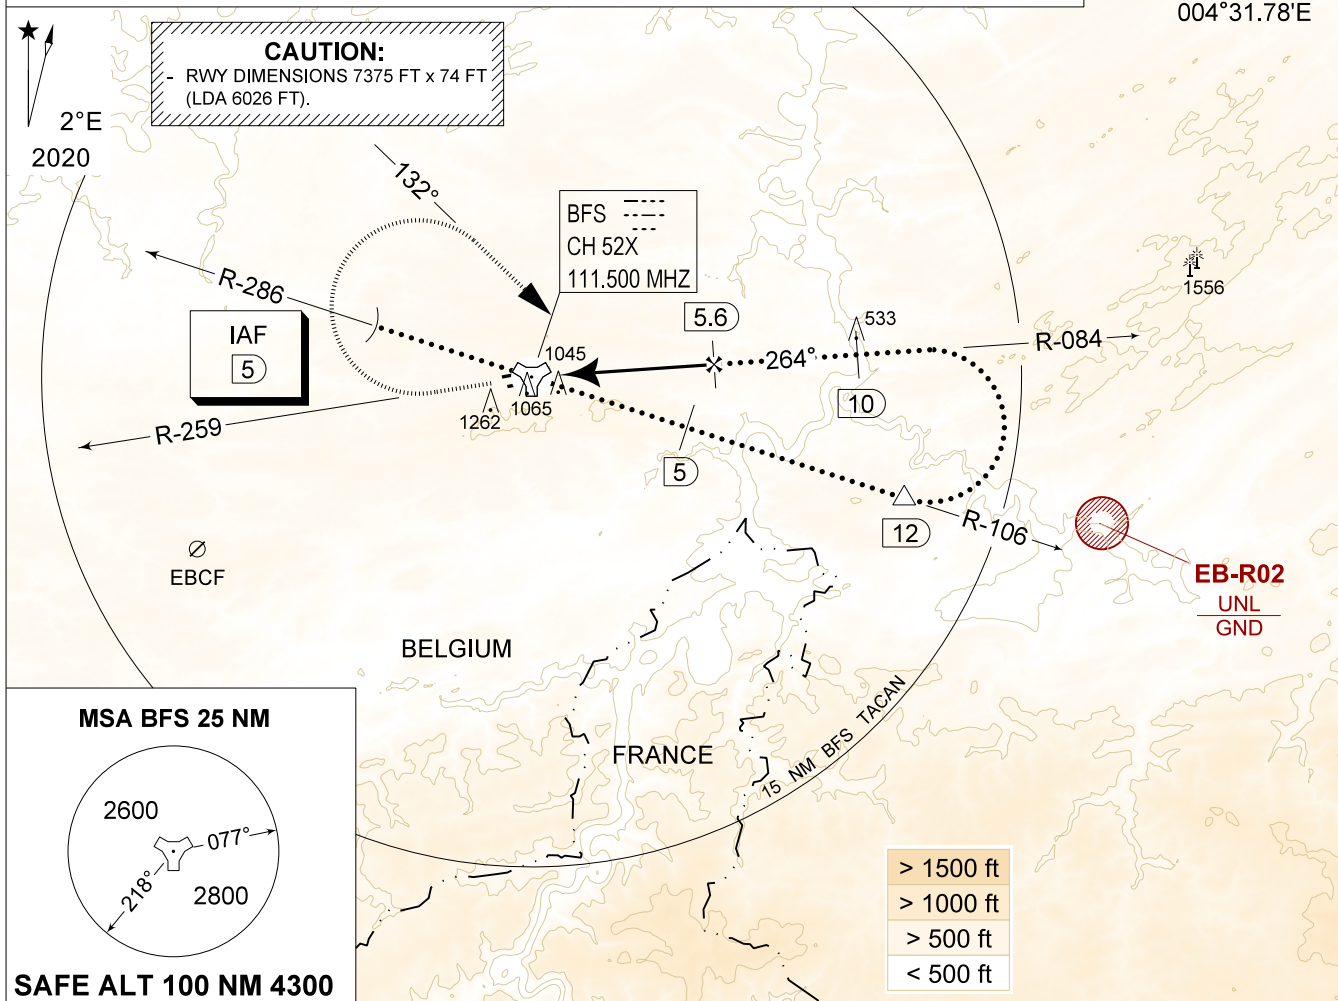 004°31.78'E
CAUTION:
- RWY DIMENSIONS 7375 FT x 74 FT
(LDA 6026 FT).
2°E
2020
132°
BFS
CH 52X
111.500 MHZ
R-286
IAF
5
5.6
533
1556
R-084
264°
1045
10
1065
1262
R-259
5
12
R-106
EBCF
EB-R02
UNL
GND
BELGIUM
FRANCE
15 NM BFS TACAN
MSA BFS 25 NM
2600
077°
218°
2800
SAFE ALT 100 NM 4300
> 1500 ft
> 1000 ft
> 500 ft
< 500 ft